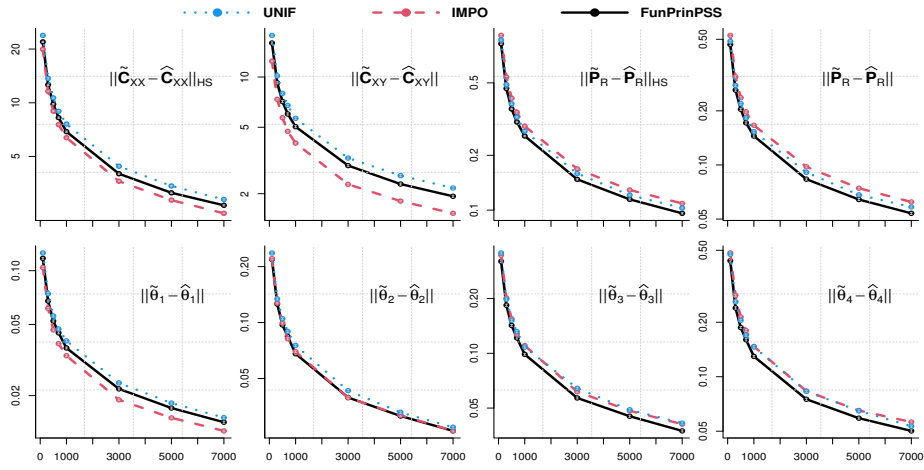 UNIF IMPO FunPrinPSS
20
10
5
||C̃XX − ĈXX||HS
10
5
2
||C̃XY − ĈXY||
0.5
0.2
0.1
||P̃R − P̂R||HS
0.50
0.20
0.10
0.05
||P̃R − P̂R||
0.10
0.05
0.02
||θ̃1 − θ̂1||
0 1000 3000 5000 7000
0.20
0.10
0.05
||θ̃2 − θ̂2||
0 1000 2000 3000 4000 5000 6000 7000
0.20
0.10
0.05
||θ̃3 − θ̂3||
0 1000 3000 5000 7000
0.50
0.20
0.10
0.05
||θ̃4 − θ̂4||
0 1000 3000 5000 7000